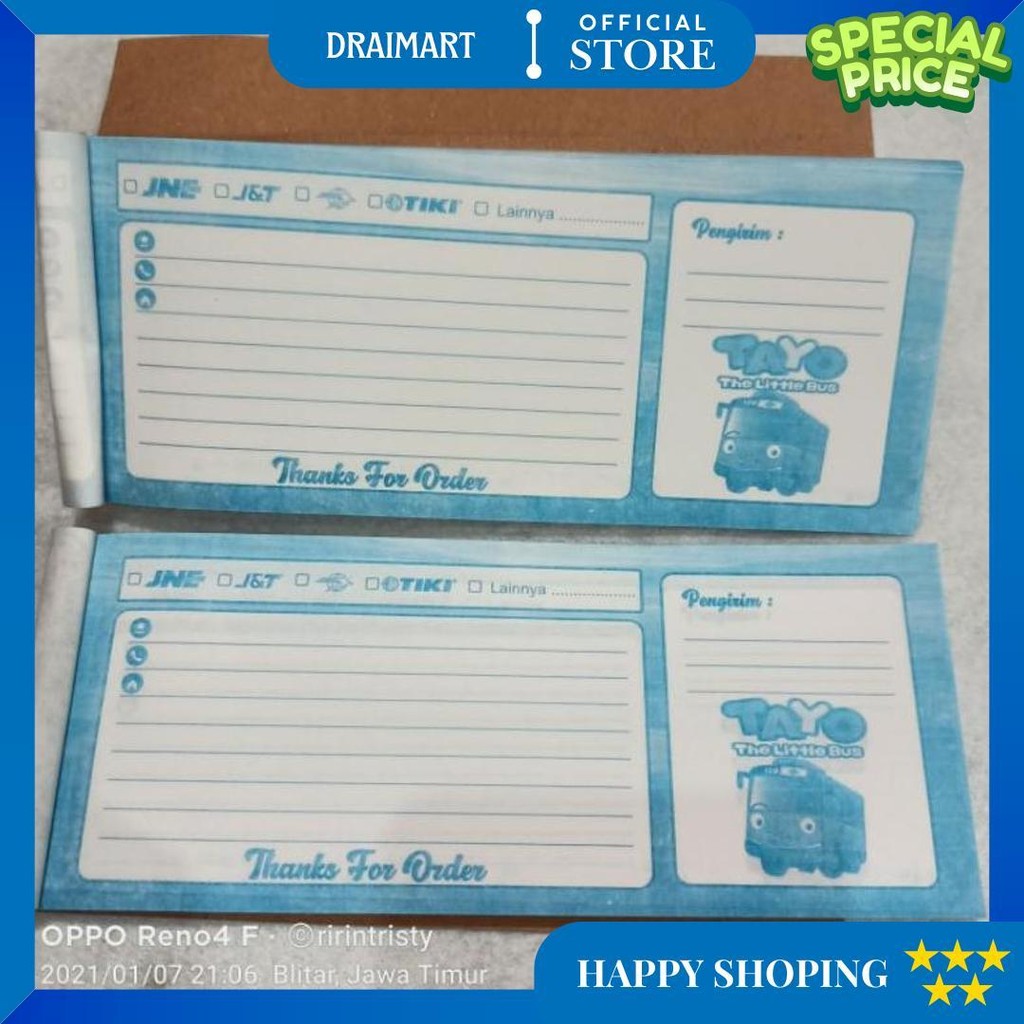 DRAIMART
OFFICIAL
STORE
SPECIAL
PRICE
JNE J&T TIKI Lainnya ....................
Pengirim :
TAYO
The Little Bus
Thanks For Order
JNE J&T TIKI Lainnya ....................
Pengirim :
TAYO
The Little Bus
Thanks For Order
OPPO Reno4 F · ©ririntristy
2021/01/07 21:06 Blitar, Jawa Timur
HAPPY SHOPING